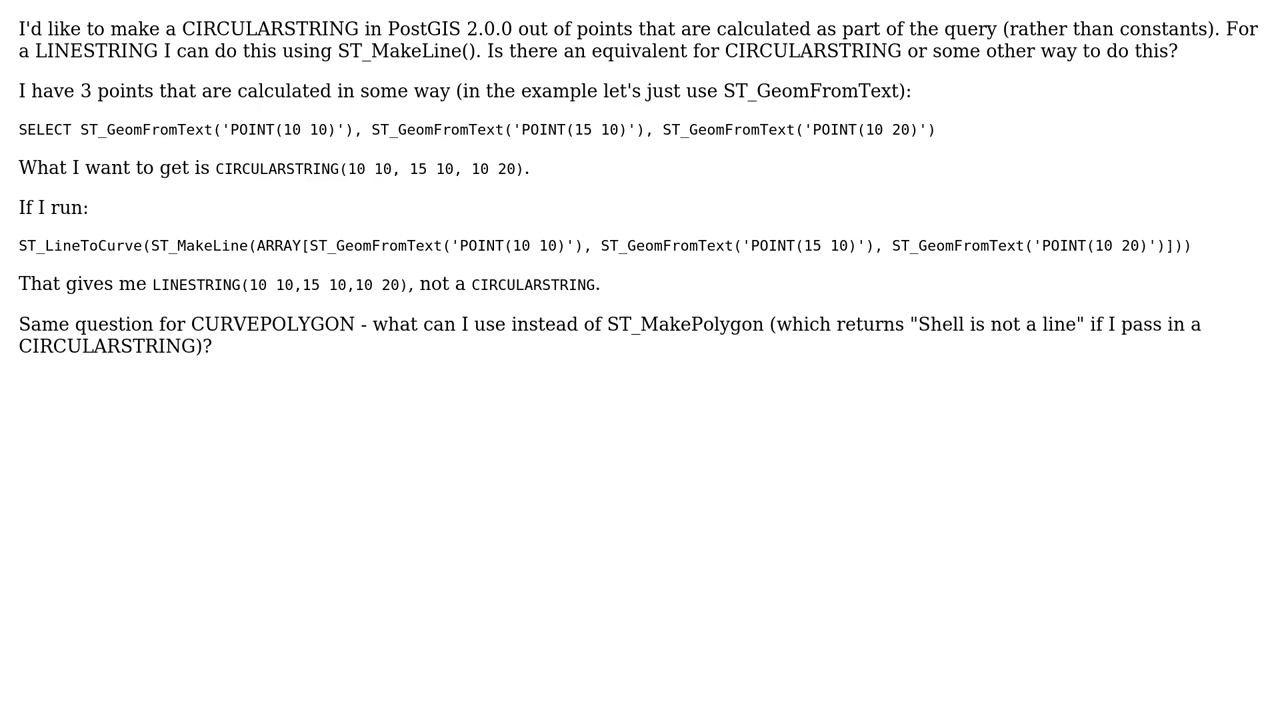 I'd like to make a CIRCULARSTRING in PostGIS 2.0.0 out of points that are calculated as part of the query (rather than constants). For
a LINESTRING I can do this using ST_MakeLine(). Is there an equivalent for CIRCULARSTRING or some other way to do this?
I have 3 points that are calculated in some way (in the example let's just use ST_GeomFromText):
SELECT ST_GeomFromText('POINT(10 10)'), ST_GeomFromText('POINT(15 10)'), ST_GeomFromText('POINT(10 20)')
What I want to get is CIRCULARSTRING(10 10, 15 10, 10 20).
If I run:
ST_LineToCurve(ST_MakeLine(ARRAY[ST_GeomFromText('POINT(10 10)'), ST_GeomFromText('POINT(15 10)'), ST_GeomFromText('POINT(10 20)')]))
That gives me LINESTRING(10 10,15 10,10 20), not a CIRCULARSTRING.
Same question for CURVEPOLYGON - what can I use instead of ST_MakePolygon (which returns "Shell is not a line" if I pass in a
CIRCULARSTRING)?